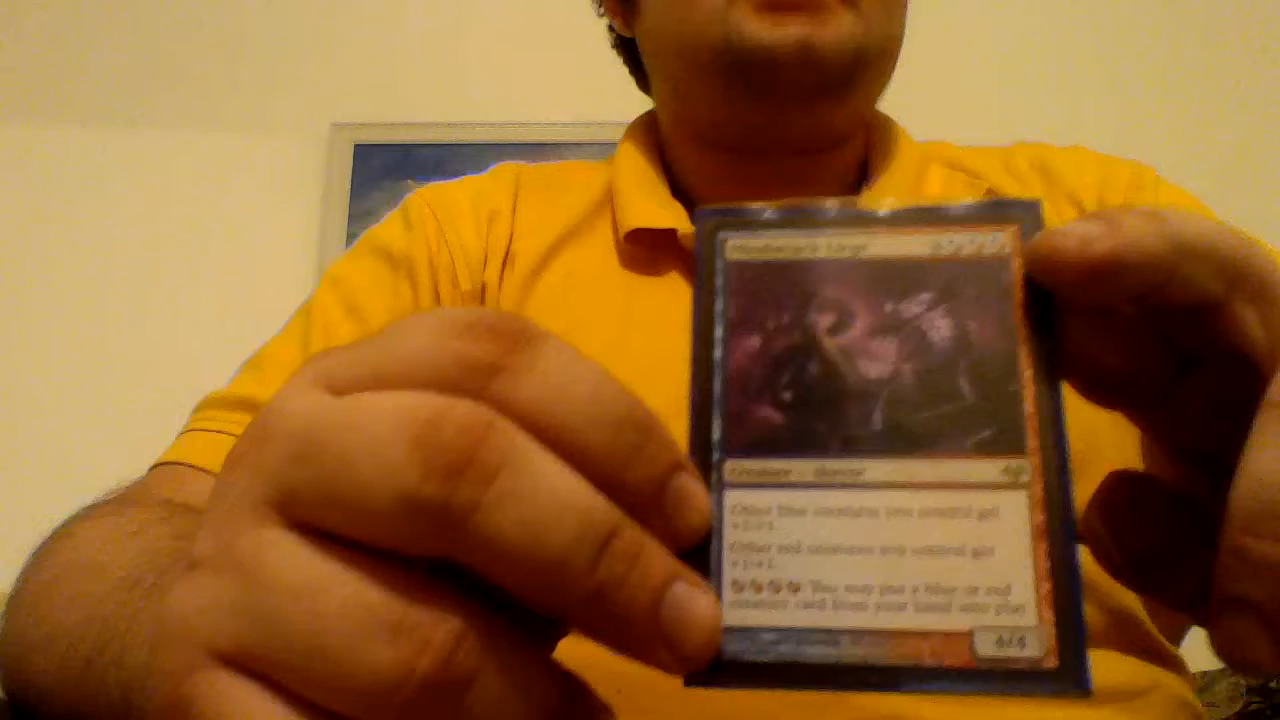 Mindwrack Liege
Creature — Horror
Other blue creatures you control get
+1/+1.
Other red creatures you control get
+1/+1.
You may put a blue or red
creature card from your hand into play
4/4